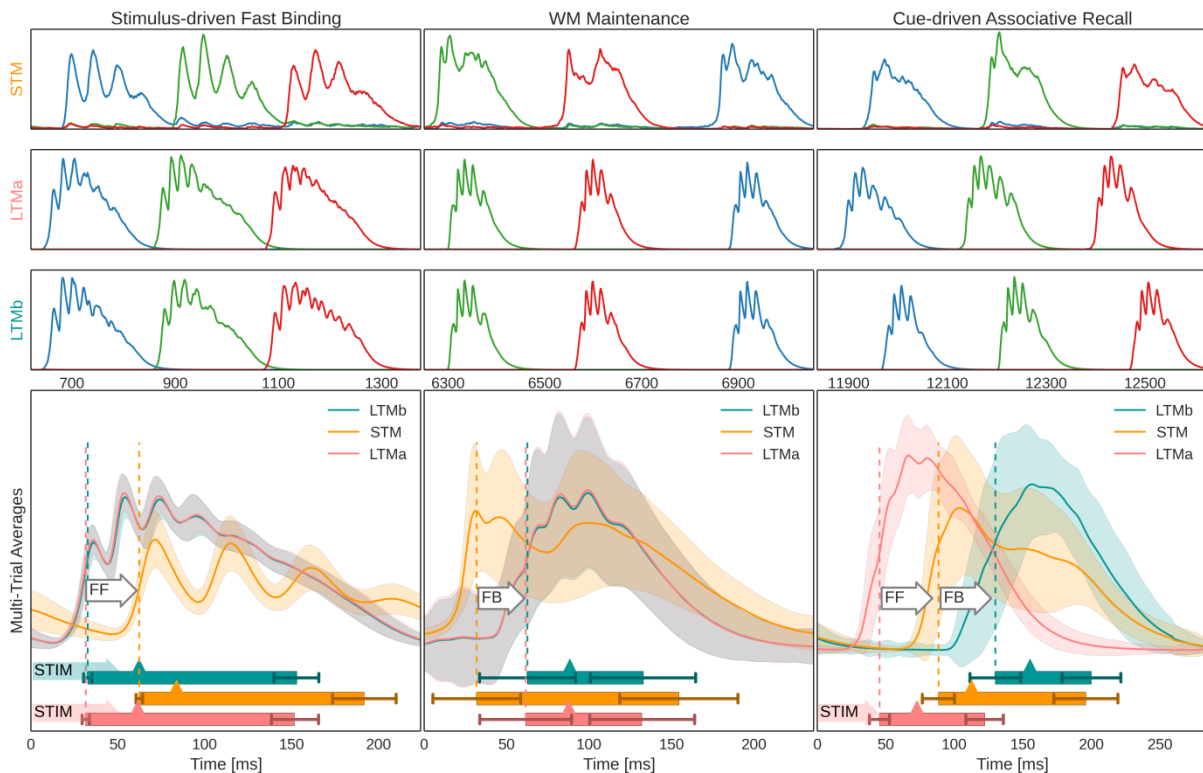 Stimulus-driven Fast Binding
WM Maintenance
Cue-driven Associative Recall
STM
LTMa
LTMb
700 900 1100 1300
6300 6500 6700 6900
11900 12100 12300 12500
Multi-Trial Averages
LTMb
STM
LTMa
FF
STIM
STIM
0 50 100 150 200
Time [ms]
LTMb
STM
LTMa
FB
0 50 100 150 200
Time [ms]
LTMb
STM
LTMa
FF
FB
STIM
0 50 100 150 200 250
Time [ms]